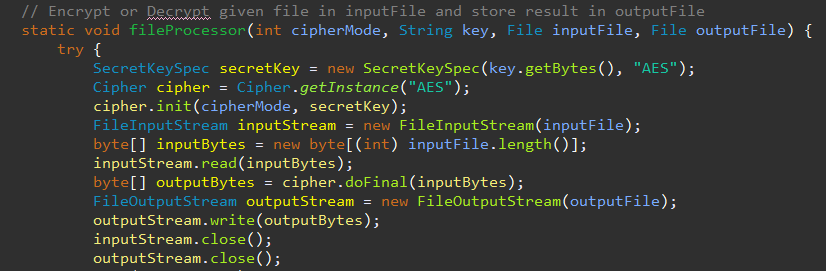 // Encrypt or Decrypt given file in inputFile and store result in outputFile
static void fileProcessor(int cipherMode, String key, File inputFile, File outputFile) {
try {
SecretKeySpec secretKey = new SecretKeySpec(key.getBytes(), "AES");
Cipher cipher = Cipher.getInstance("AES");
cipher.init(cipherMode, secretKey);
FileInputStream inputStream = new FileInputStream(inputFile);
byte[] inputBytes = new byte[(int) inputFile.length()];
inputStream.read(inputBytes);
byte[] outputBytes = cipher.doFinal(inputBytes);
FileOutputStream outputStream = new FileOutputStream(outputFile);
outputStream.write(outputBytes);
inputStream.close();
outputStream.close();